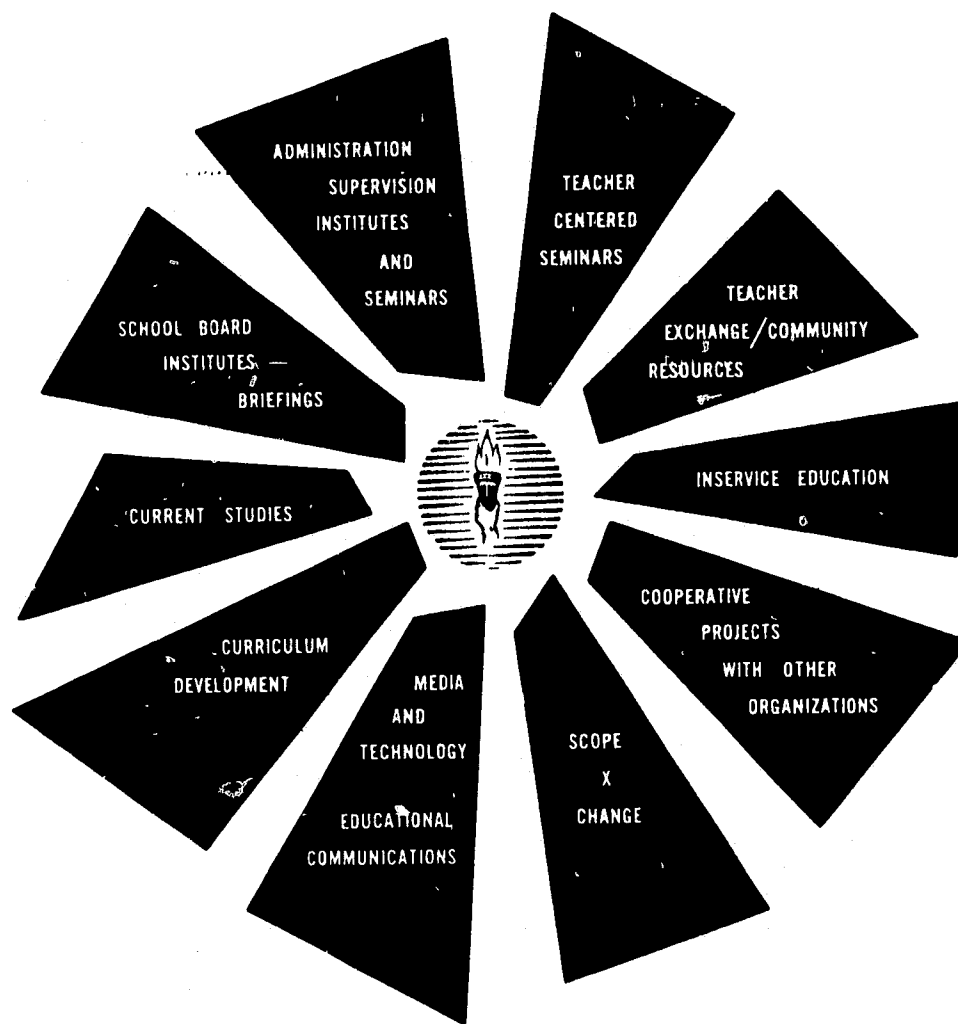 ADMINISTRATION
SUPERVISION
INSTITUTES
AND
SEMINARS
TEACHER
CENTERED
SEMINARS
TEACHER
EXCHANGE/COMMUNITY
RESOURCES
INSERVICE EDUCATION
COOPERATIVE
PROJECTS
WITH OTHER
ORGANIZATIONS
SCOPE
X
CHANGE
MEDIA
AND
TECHNOLOGY
EDUCATIONAL
COMMUNICATIONS
CURRICULUM
DEVELOPMENT
CURRENT STUDIES
SCHOOL BOARD
INSTITUTES —
BRIEFINGS